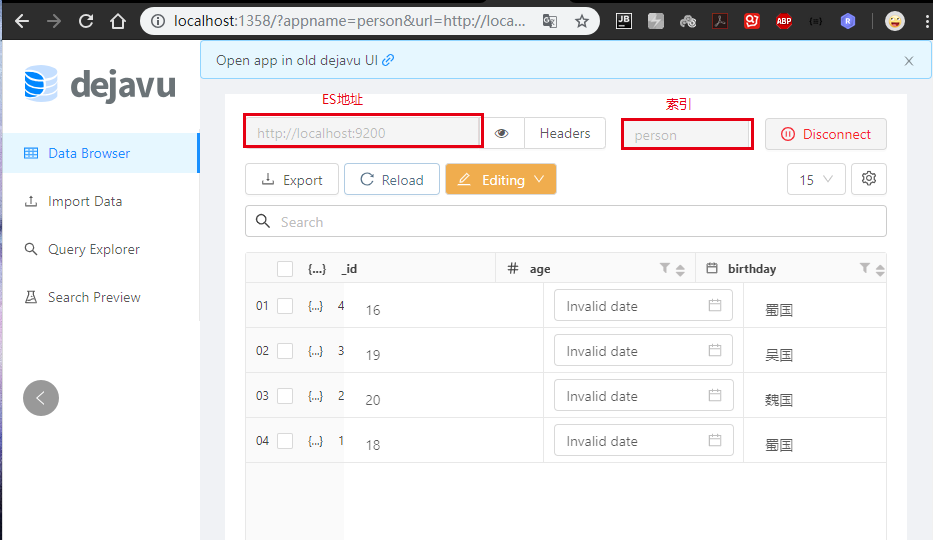 localhost:1358/?appname=person&url=http://loca...
dejavu
Data Browser
Import Data
Query Explorer
Search Preview
Open app in old dejavu UI
ES地址
索引
http://localhost:9200
Headers
person
Disconnect
Export
Reload
Editing
15
Search
{...} _id # age birthday
01 {...} 4 16 Invalid date 蜀国
02 {...} 3 19 Invalid date 吴国
03 {...} 2 20 Invalid date 魏国
04 {...} 1 18 Invalid date 蜀国